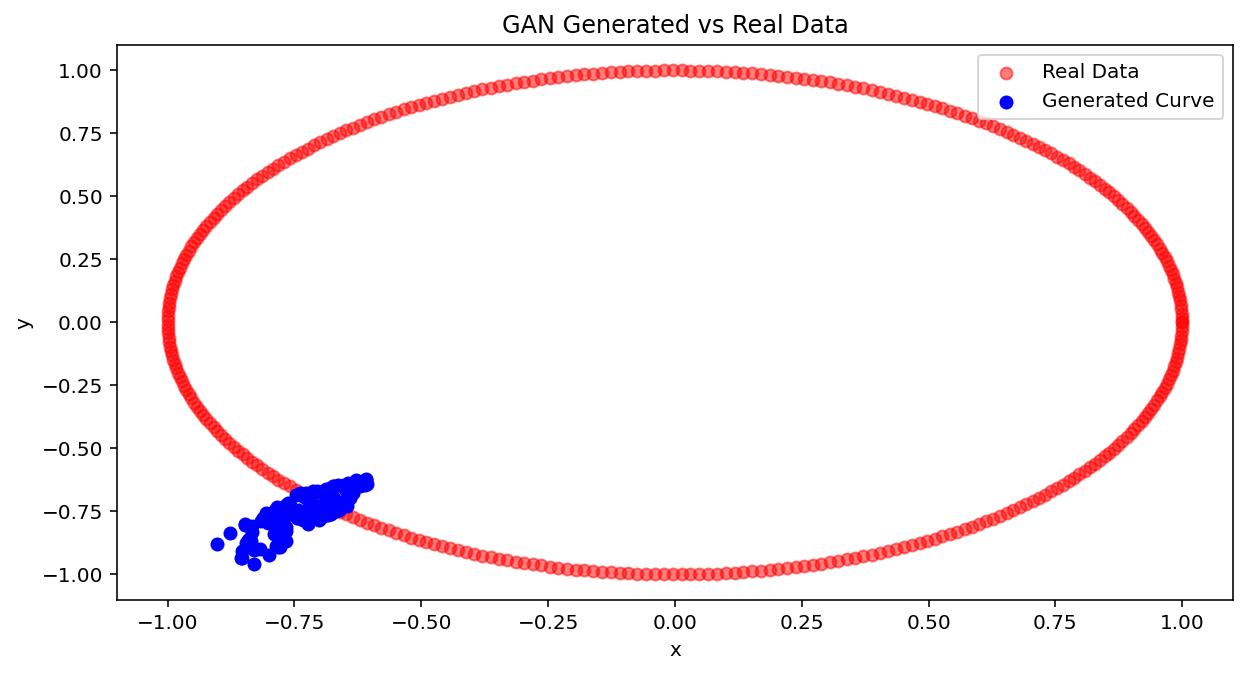 GAN Generated vs Real Data
Real Data
Generated Curve
1.00
0.75
0.50
0.25
0.00
−0.25
−0.50
−0.75
−1.00
y
−1.00 −0.75 −0.50 −0.25 0.00 0.25 0.50 0.75 1.00
x